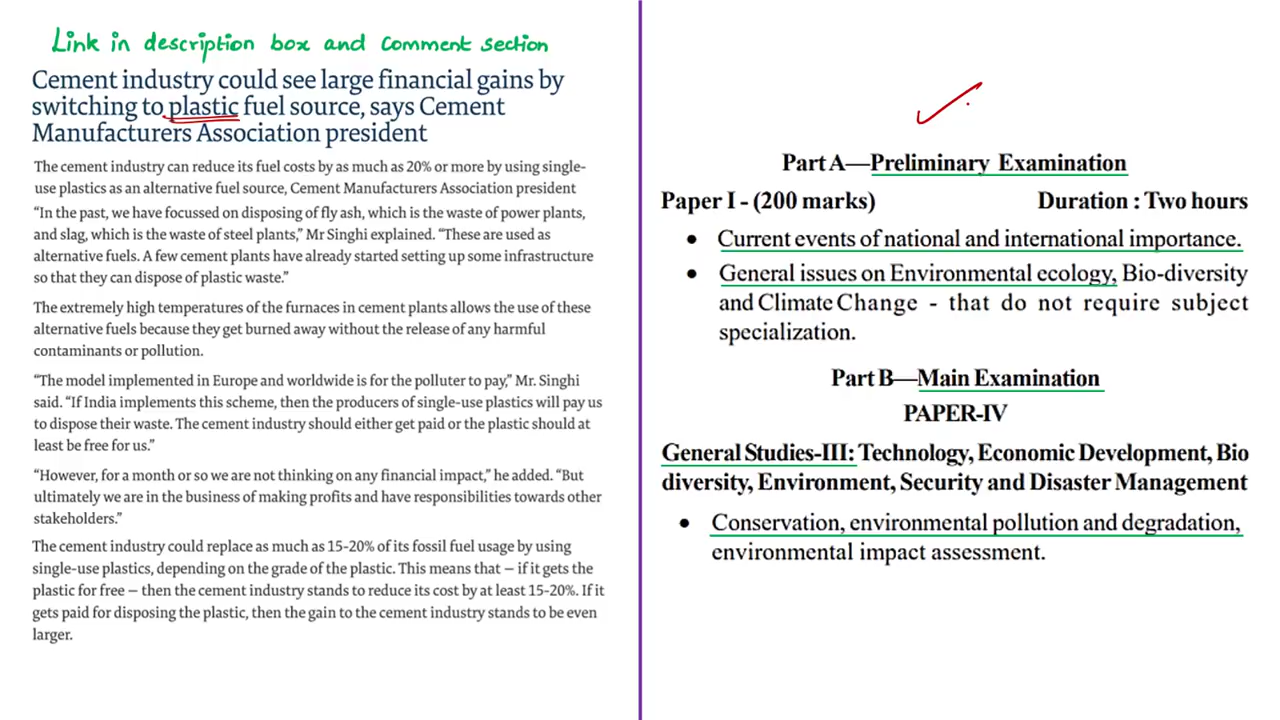 Link in description box and comment section
Cement industry could see large financial gains by
switching to plastic fuel source, says Cement
Manufacturers Association president
The cement industry can reduce its fuel costs by as much as 20% or more by using single-
use plastics as an alternative fuel source, Cement Manufacturers Association president
“In the past, we have focussed on disposing of fly ash, which is the waste of power plants,
and slag, which is the waste of steel plants,” Mr Singhi explained. “These are used as
alternative fuels. A few cement plants have already started setting up some infrastructure
so that they can dispose of plastic waste.”
The extremely high temperatures of the furnaces in cement plants allows the use of these
alternative fuels because they get burned away without the release of any harmful
contaminants or pollution.
“The model implemented in Europe and worldwide is for the polluter to pay,” Mr. Singhi
said. “If India implements this scheme, then the producers of single-use plastics will pay us
to dispose their waste. The cement industry should either get paid or the plastic should at
least be free for us.”
“However, for a month or so we are not thinking on any financial impact,” he added. “But
ultimately we are in the business of making profits and have responsibilities towards other
stakeholders.”
The cement industry could replace as much as 15-20% of its fossil fuel usage by using
single-use plastics, depending on the grade of the plastic. This means that – if it gets the
plastic for free – then the cement industry stands to reduce its cost by at least 15-20%. If it
gets paid for disposing the plastic, then the gain to the cement industry stands to be even
larger.
Part A—Preliminary Examination
Paper I - (200 marks) Duration : Two hours
• Current events of national and international importance.
• General issues on Environmental ecology, Bio-diversity
and Climate Change - that do not require subject
specialization.
Part B—Main Examination
PAPER-IV
General Studies-III: Technology, Economic Development, Bio
diversity, Environment, Security and Disaster Management
• Conservation, environmental pollution and degradation,
environmental impact assessment.